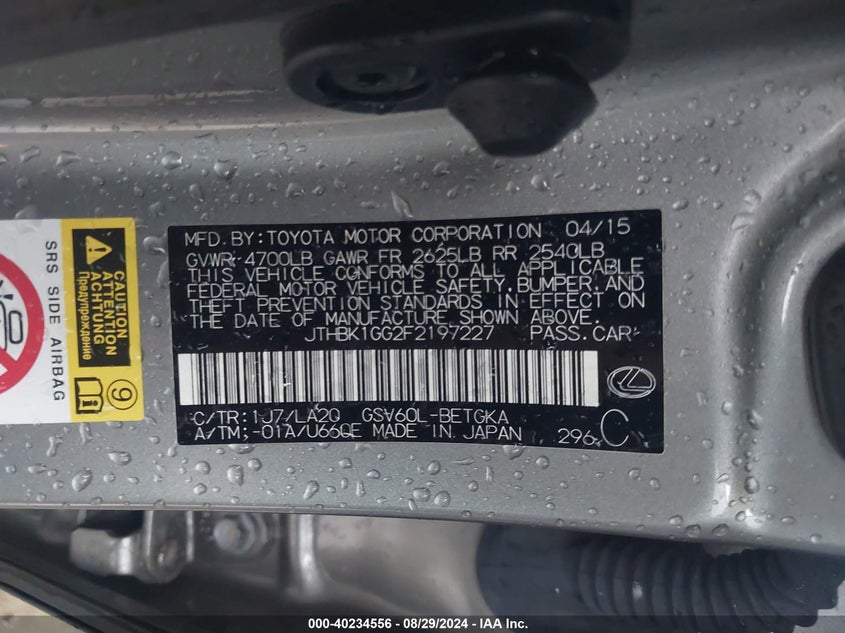 MFD. BY: TOYOTA MOTOR CORPORATION 04/15
GVWR 4700LB GAWR FR 2625LB RR 2540LB
THIS VEHICLE CONFORMS TO ALL APPLICABLE
FEDERAL MOTOR VEHICLE SAFETY, BUMPER, AND
THEFT PREVENTION STANDARDS IN EFFECT ON
THE DATE OF MANUFACTURE SHOWN ABOVE.
JTHBK1GG2F2197227 PASS. CAR
C/TR: 1J7/LA20 GSV60L-BETGKA
A/TM: -01A/U660E MADE IN JAPAN 296 C
SRS SIDE AIRBAG
CAUTION
ATTENTION
ACHTUNG
Предупреждение
9
000-40234556 - 08/29/2024 - IAA Inc.